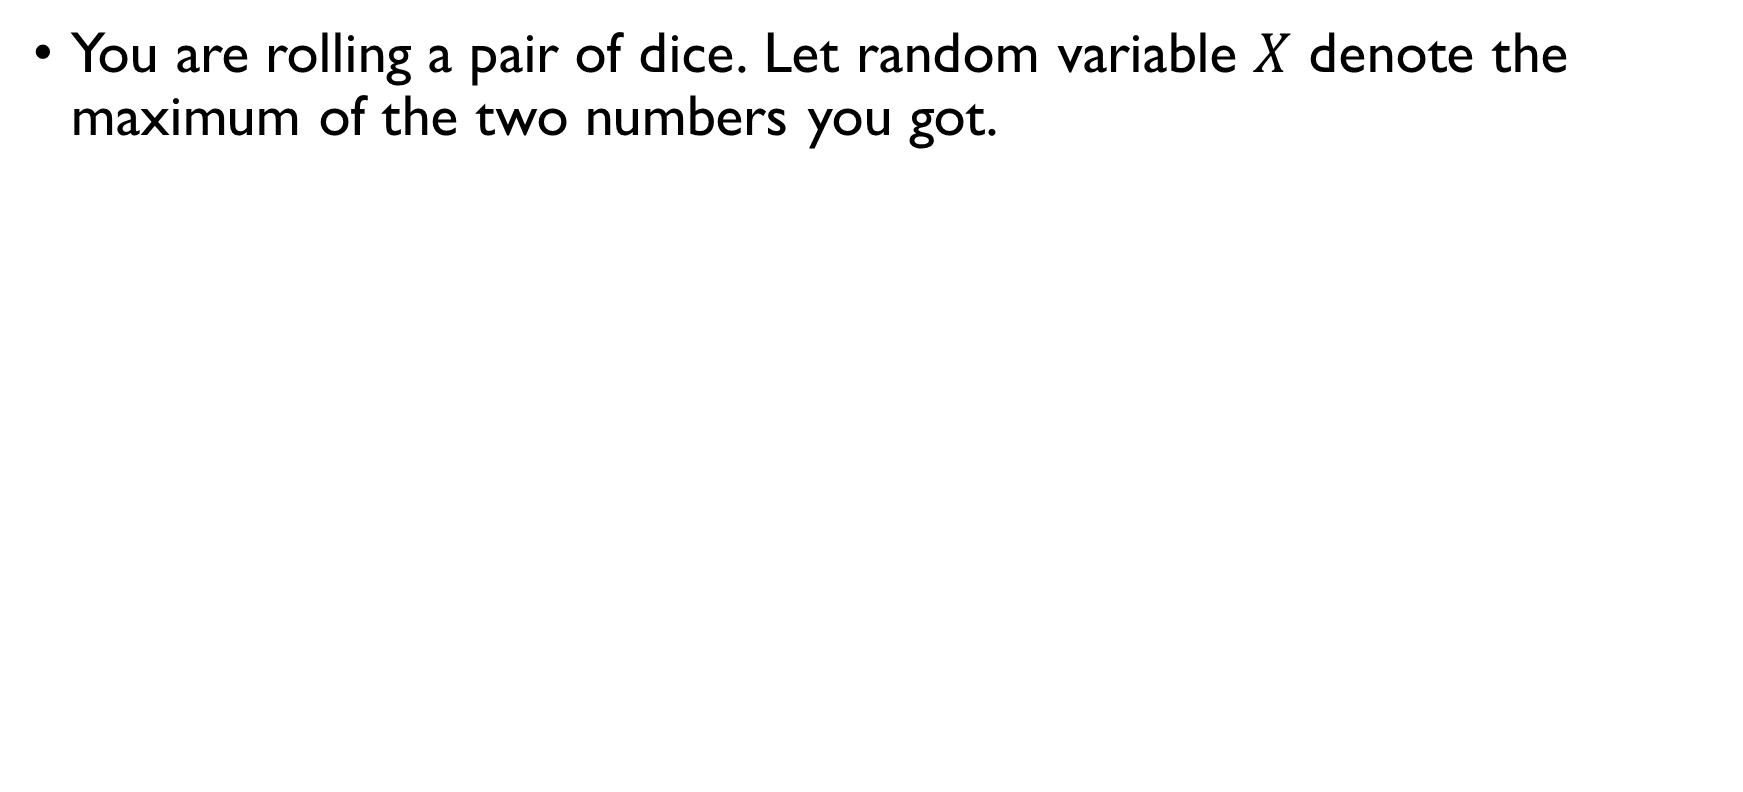 • You are rolling a pair of dice. Let random variable X denote the
maximum of the two numbers you got.